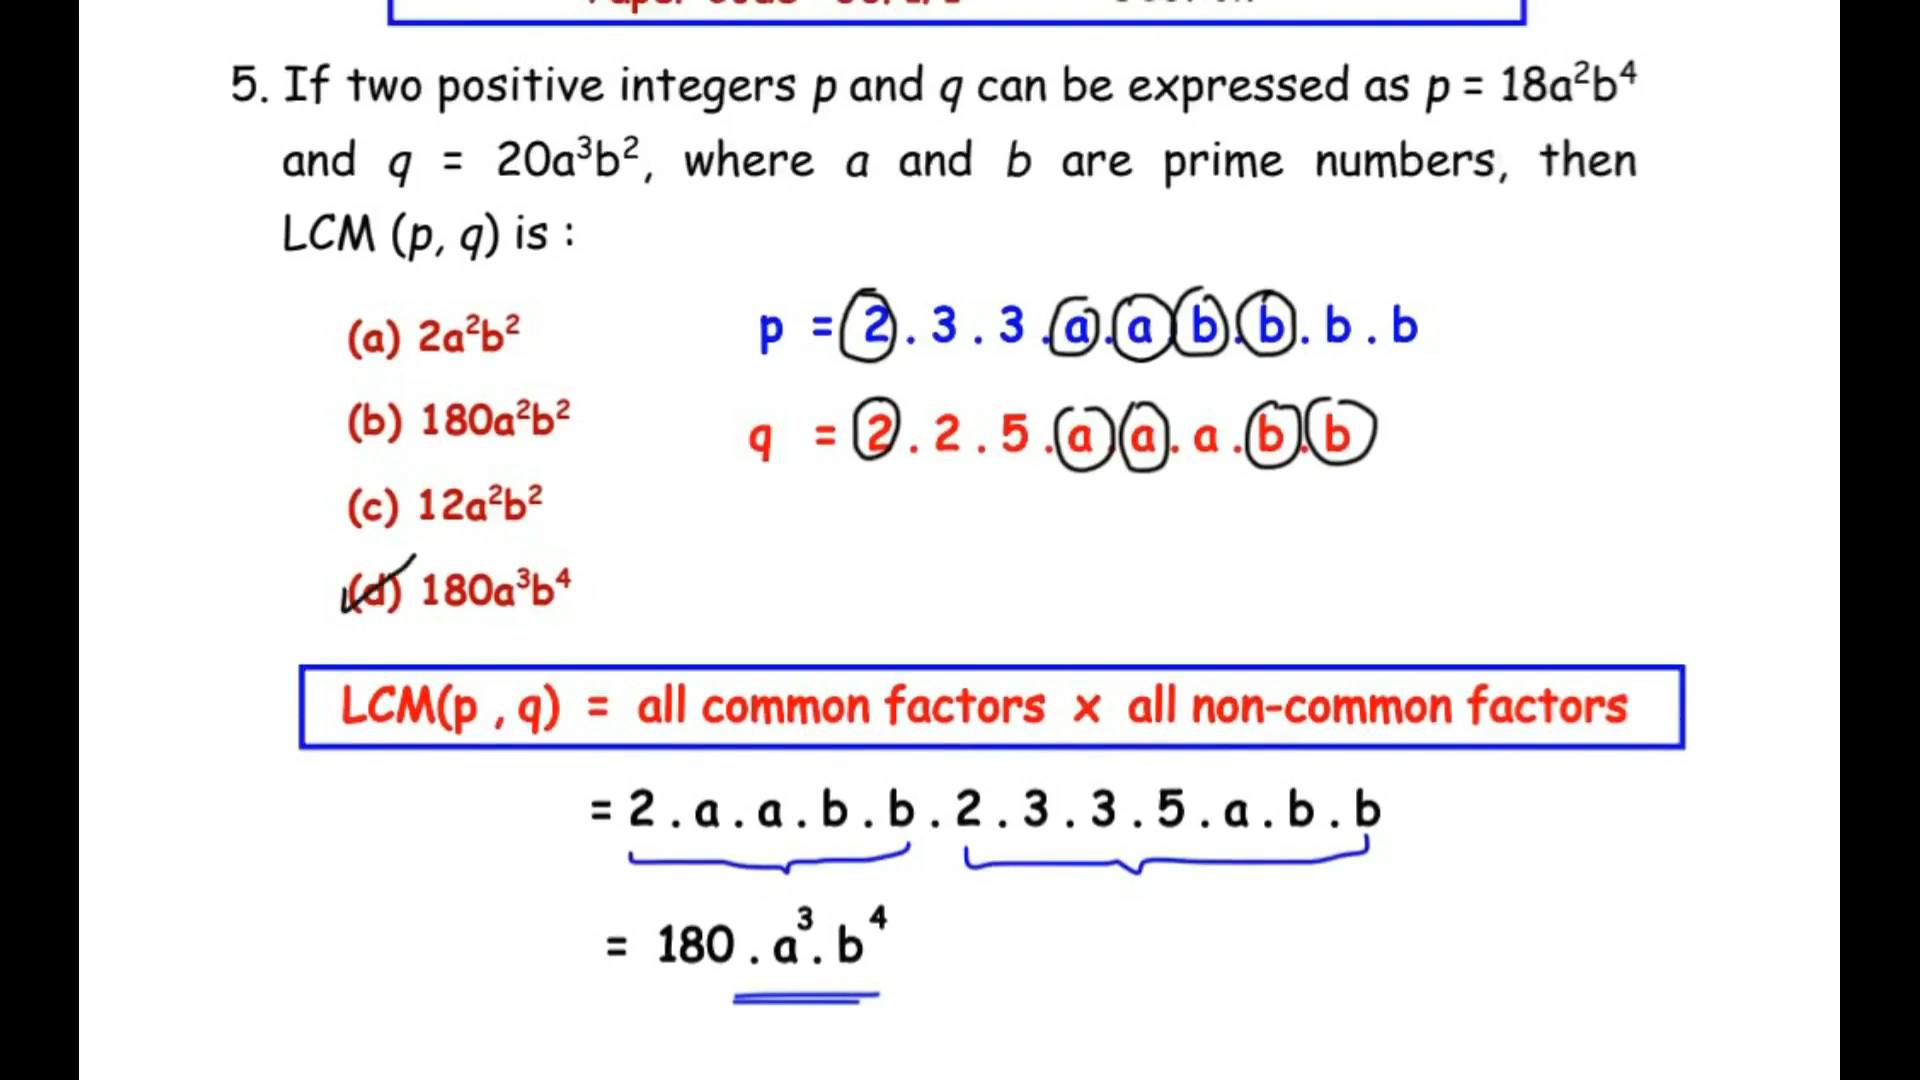 5. If two positive integers p and q can be expressed as p = 18a²b⁴
and q = 20a³b², where a and b are prime numbers, then
LCM (p, q) is :
(a) 2a²b²
(b) 180a²b²
(c) 12a²b²
(d) 180a³b⁴
p = 2 . 3 . 3 . a . a . b . b . b . b
q = 2 . 2 . 5 . a . a . a . b . b
LCM(p , q) = all common factors x all non-common factors
= 2 . a . a . b . b . 2 . 3 . 3 . 5 . a . b . b
= 180 . a³ . b⁴